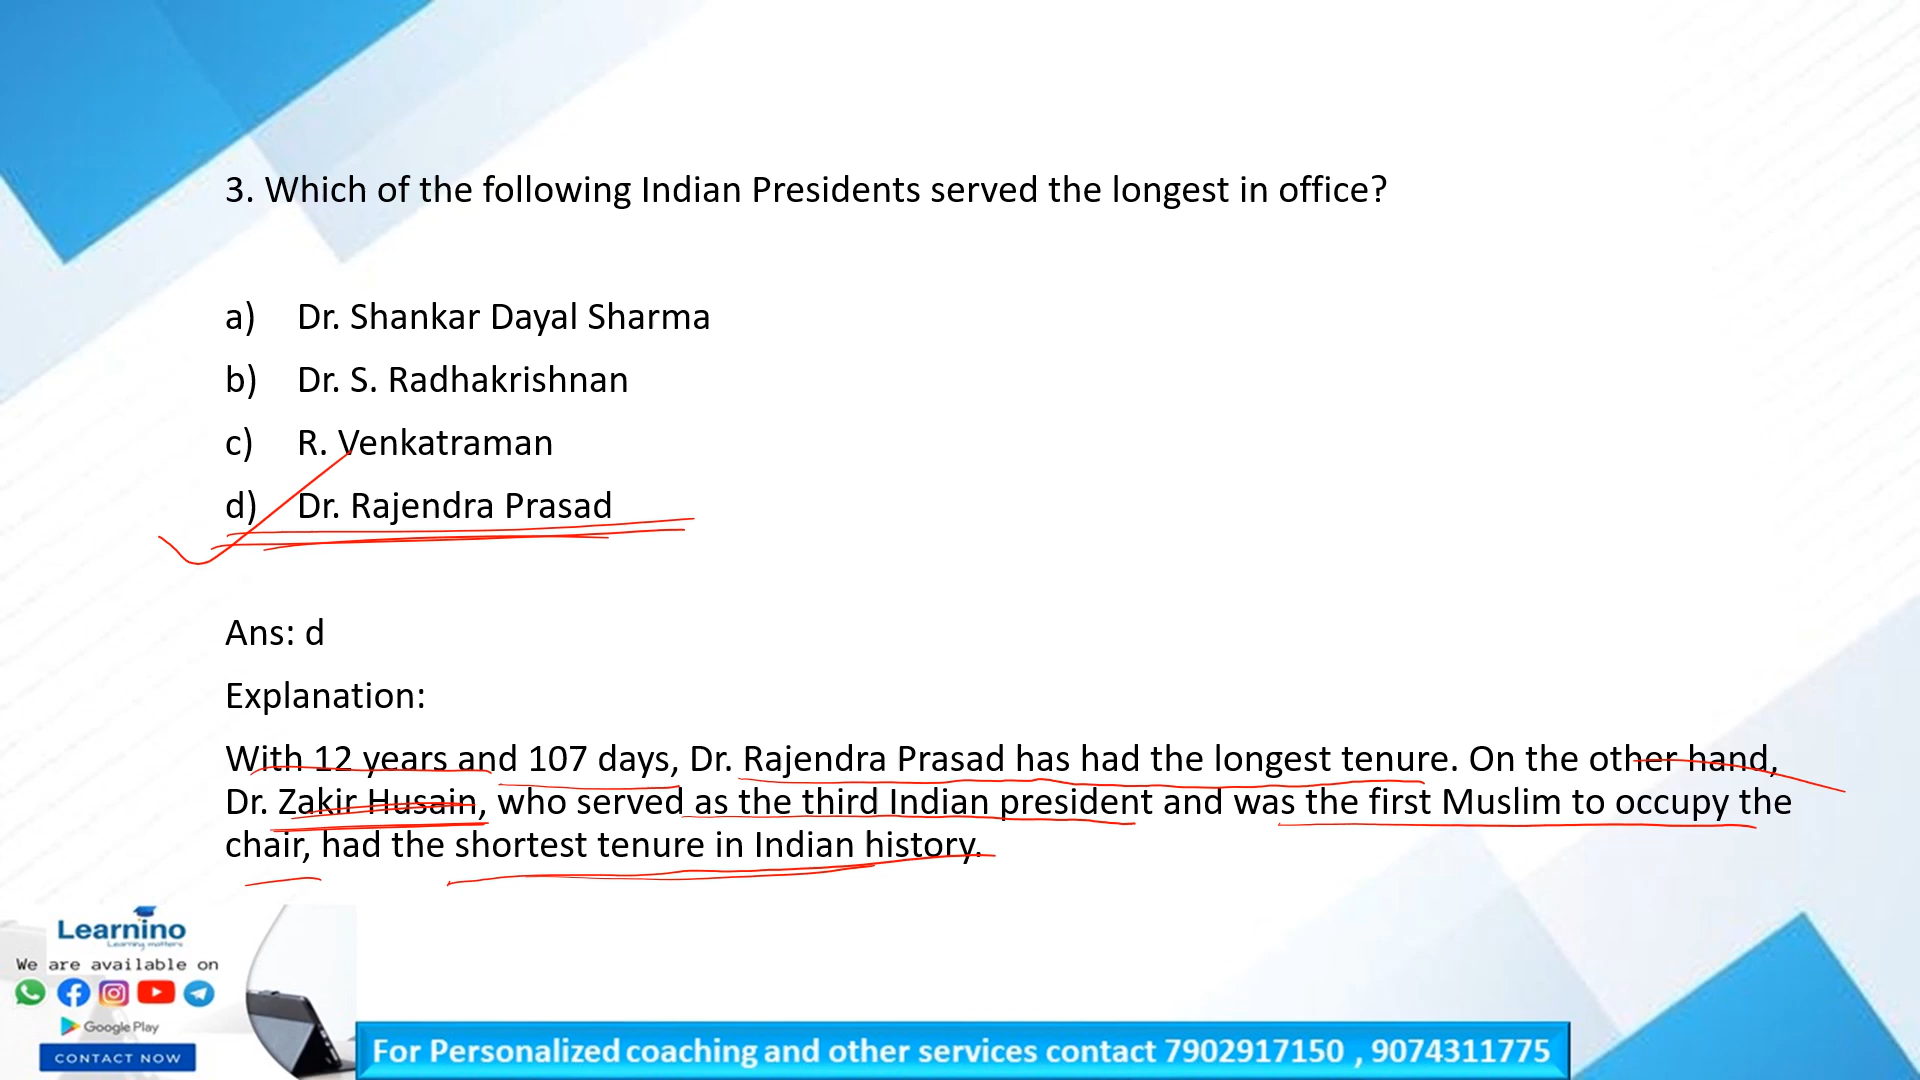 3. Which of the following Indian Presidents served the longest in office?
a) Dr. Shankar Dayal Sharma
b) Dr. S. Radhakrishnan
c) R. Venkatraman
d) Dr. Rajendra Prasad
Ans: d
Explanation:
With 12 years and 107 days, Dr. Rajendra Prasad has had the longest tenure. On the other hand,
Dr. Zakir Husain, who served as the third Indian president and was the first Muslim to occupy the
chair, had the shortest tenure in Indian history.
Learnino
Learning matters
We are available on
Google Play
CONTACT NOW
For Personalized coaching and other services contact 7902917150 , 9074311775